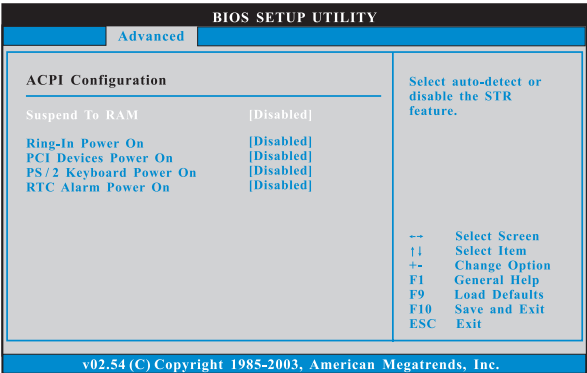 BIOS SETUP UTILITY
Advanced
ACPI Configuration
Suspend To RAM [Disabled]
Ring-In Power On [Disabled]
PCI Devices Power On [Disabled]
PS/2 Keyboard Power On [Disabled]
RTC Alarm Power On [Disabled]
Select auto-detect or
disable the STR
feature.
←→ Select Screen
↑↓ Select Item
+- Change Option
F1 General Help
F9 Load Defaults
F10 Save and Exit
ESC Exit
v02.54 (C) Copyright 1985-2003, American Megatrends, Inc.